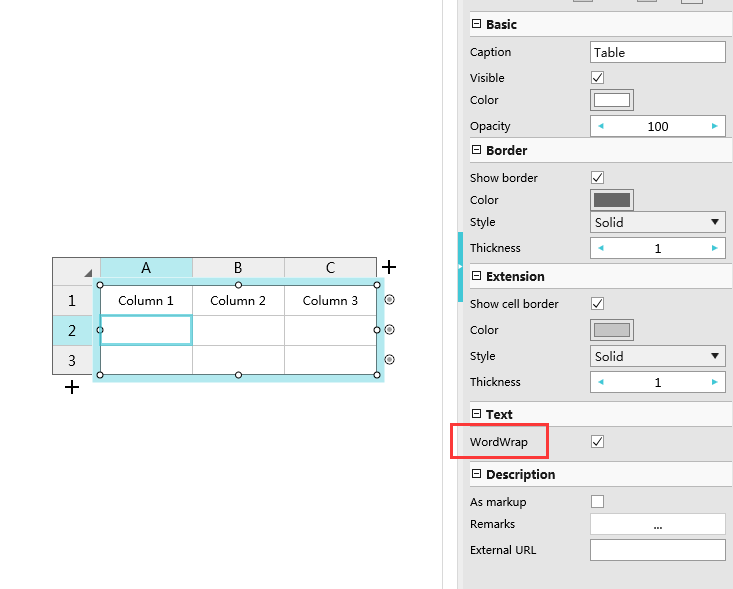 Basic
Caption Table
Visible
Color
Opacity 100
Border
Show border
Color
Style Solid
Thickness 1
Extension
Show cell border
Color
Style Solid
Thickness 1
Text
WordWrap
Description
As markup
Remarks ...
External URL
A B C
1 Column 1 Column 2 Column 3
2
3